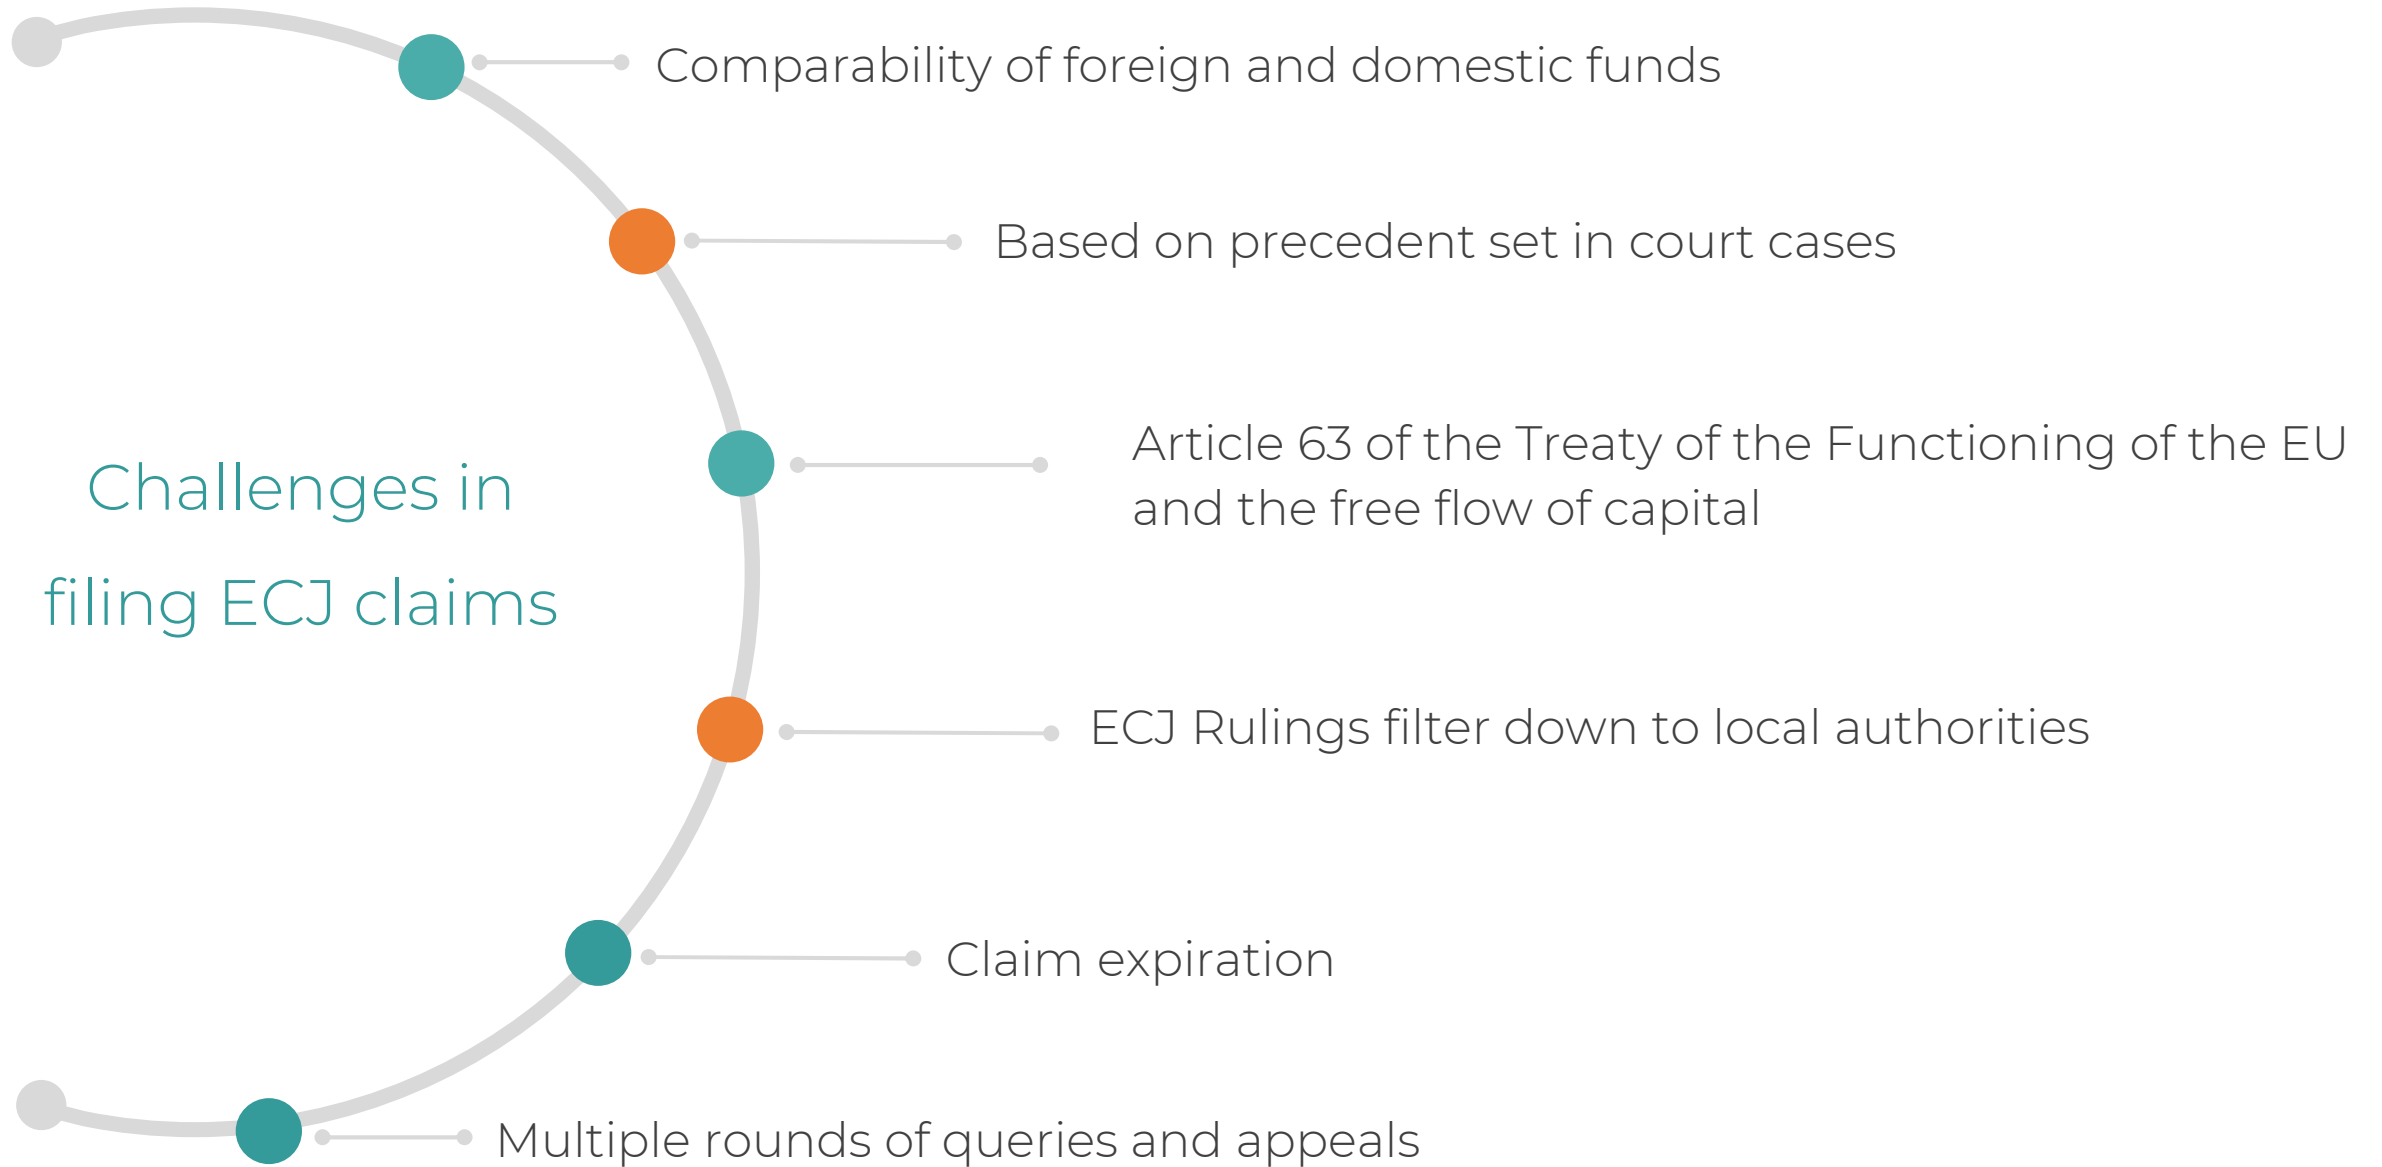 Comparability of foreign and domestic funds
Based on precedent set in court cases
Article 63 of the Treaty of the Functioning of the EU
and the free flow of capital
Challenges in
filing ECJ claims
ECJ Rulings filter down to local authorities
Claim expiration
Multiple rounds of queries and appeals